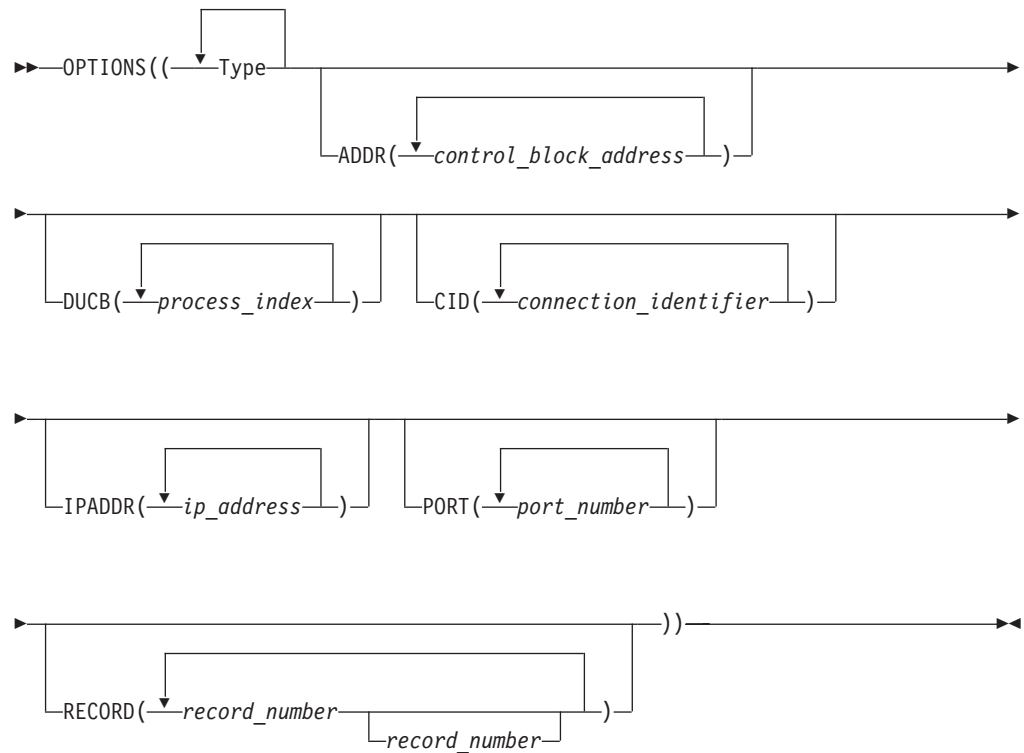 OPTIONS(( Type
ADDR( control_block_address )
DUCB( process_index ) CID( connection_identifier )
IPADDR( ip_address ) PORT( port_number )
))
RECORD( record_number )
record_number